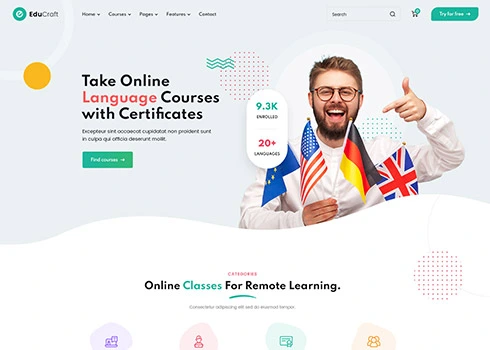 EduCraft
Home Courses Pages Features Contact
Search
0
Try for free →
Take Online
Language Courses
with Certificates
Excepteur sint occaecat cupidatat non proident sunt
in culpa qui officia deserunt mollit.
Find courses →
9.3K
ENROLLED
20+
LANGUAGES
CATEGORIES
Online Classes For Remote Learning.
Consectetur adipiscing elit sed do eiusmod tempor.